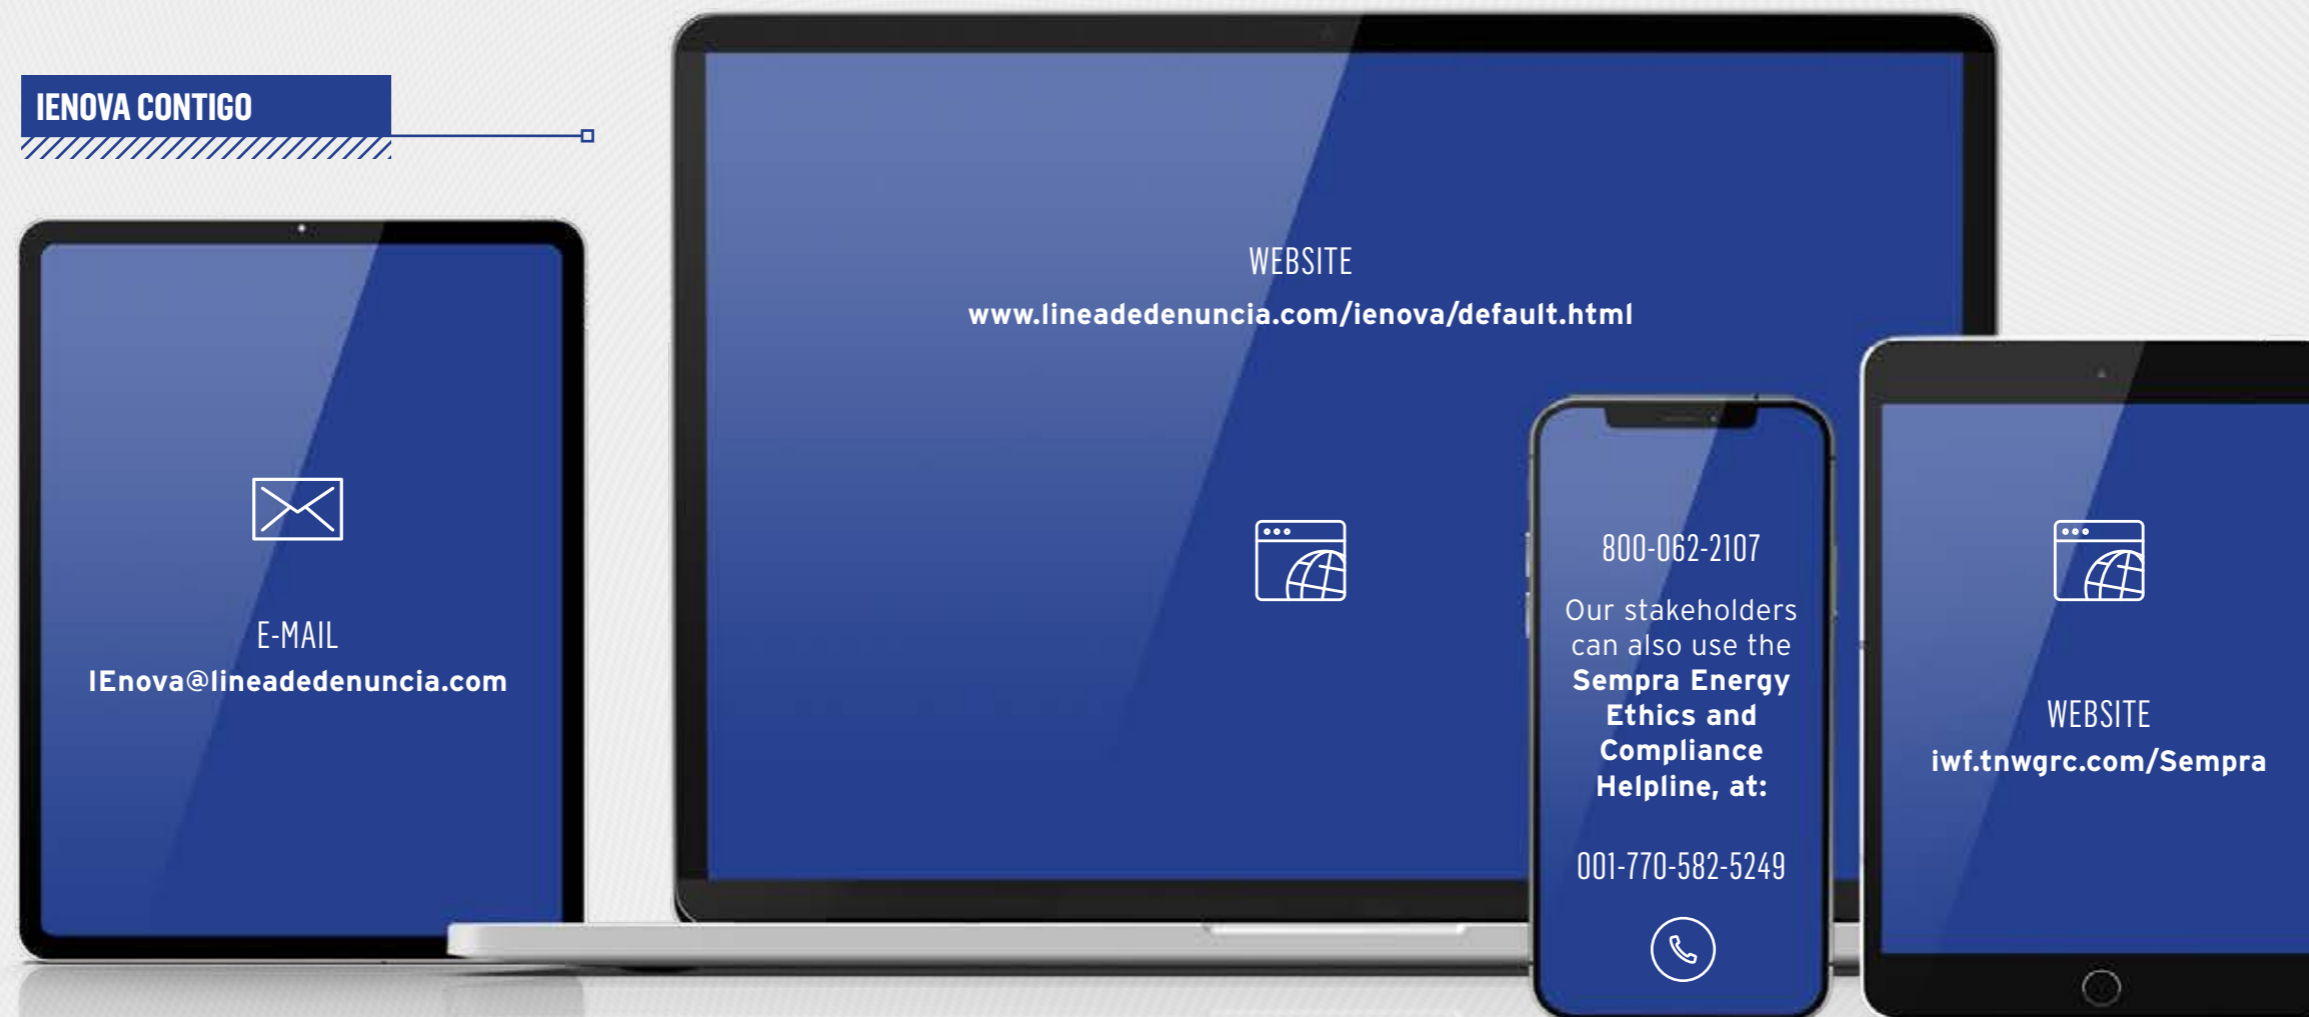 IENOVA CONTIGO
E-MAIL
IEnova@lineadedenuncia.com
WEBSITE
www.lineadedenuncia.com/ienova/default.html
800-062-2107
Our stakeholders
can also use the
Sempra Energy
Ethics and
Compliance
Helpline, at:
001-770-582-5249
WEBSITE
iwf.tnwgrc.com/Sempra